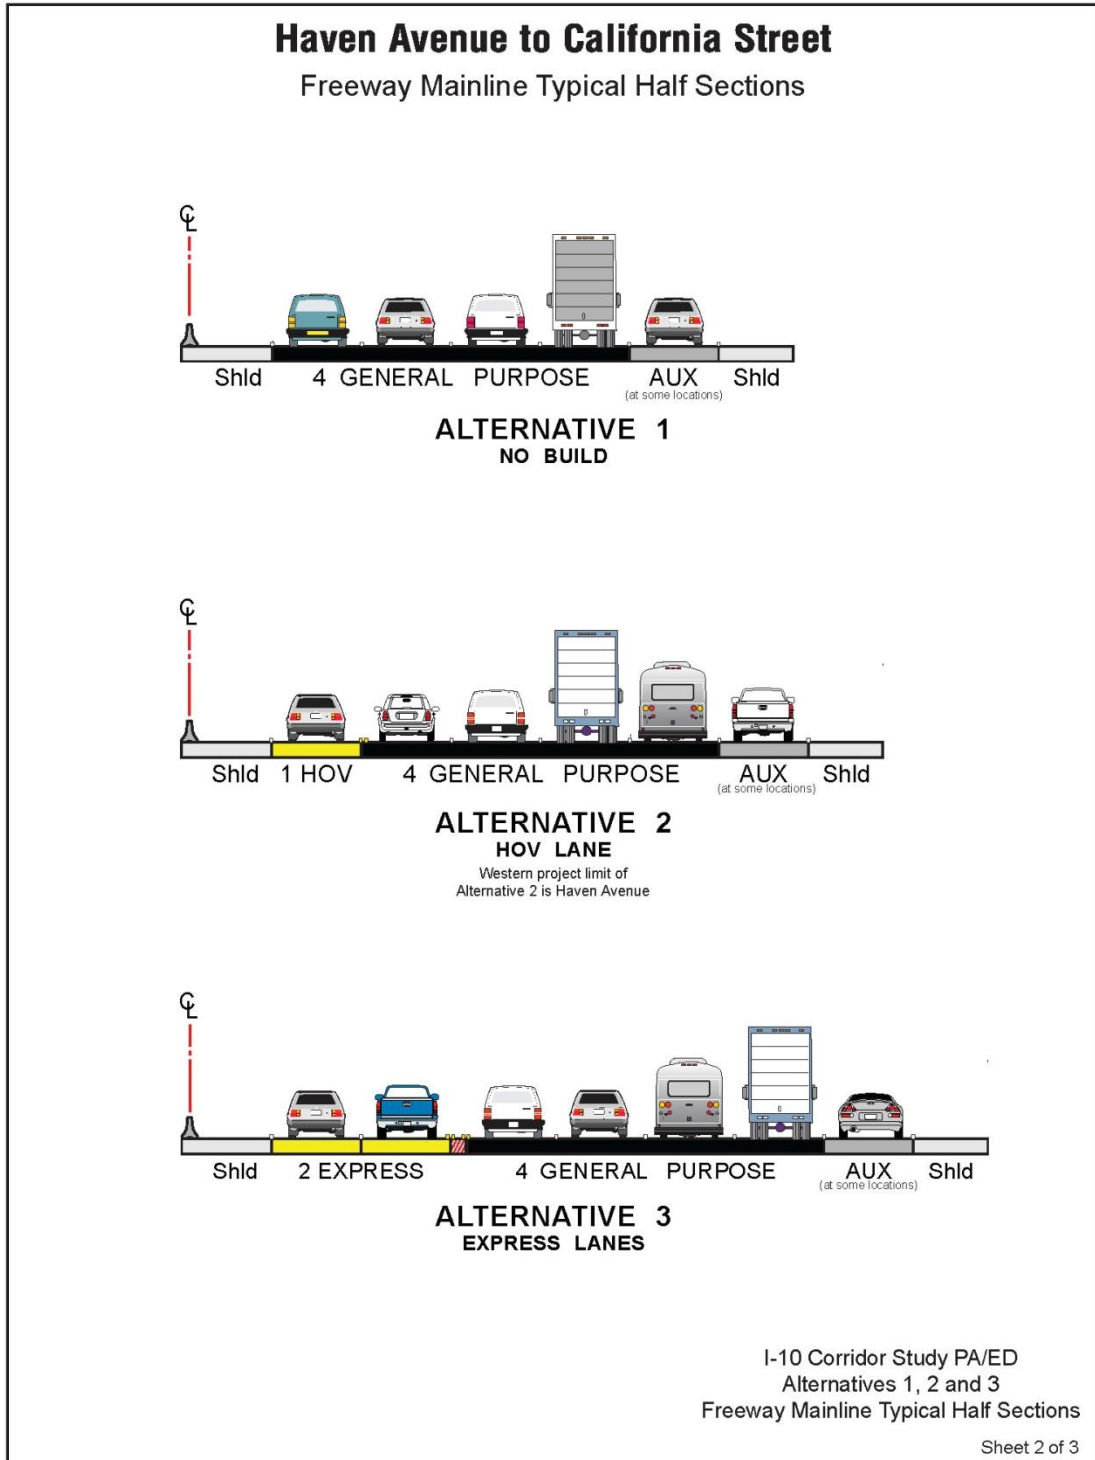 Haven Avenue to California Street
Freeway Mainline Typical Half Sections
℄
Shld 4 GENERAL PURPOSE AUX Shld
(at some locations)
ALTERNATIVE 1
NO BUILD
℄
Shld 1 HOV 4 GENERAL PURPOSE AUX Shld
(at some locations)
ALTERNATIVE 2
HOV LANE
Western project limit of
Alternative 2 is Haven Avenue
℄
Shld 2 EXPRESS 4 GENERAL PURPOSE AUX Shld
(at some locations)
ALTERNATIVE 3
EXPRESS LANES
I-10 Corridor Study PA/ED
Alternatives 1, 2 and 3
Freeway Mainline Typical Half Sections
Sheet 2 of 3